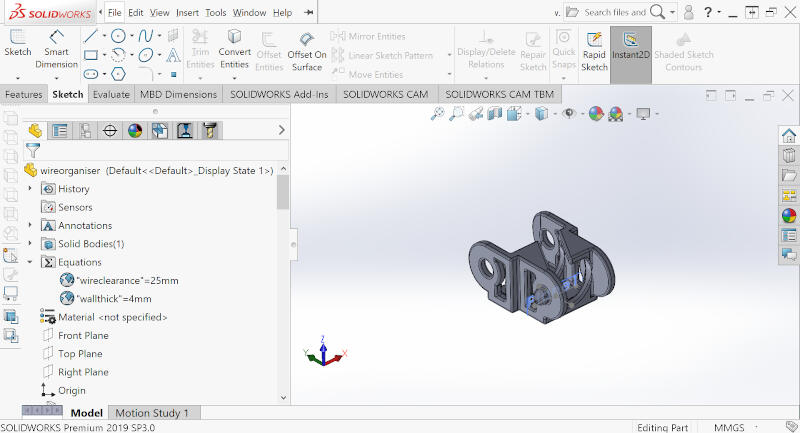 SOLIDWORKS File Edit View Insert Tools Window Help v. Search files and
Sketch Smart Dimension Trim Entities Convert Entities Offset Entities Offset On Surface Mirror Entities Linear Sketch Pattern Move Entities Display/Delete Relations Repair Sketch Quick Snaps Rapid Sketch Instant2D Shaded Sketch Contours
Features Sketch Evaluate MBD Dimensions SOLIDWORKS Add-Ins SOLIDWORKS CAM SOLIDWORKS CAM TBM
wireorganiser (Default<<Default>_Display State 1>)
History
Sensors
Annotations
Solid Bodies(1)
Equations
"wireclearance"=25mm
"wallthick"=4mm
Material <not specified>
Front Plane
Top Plane
Right Plane
Origin
Z
Y X
Model Motion Study 1
SOLIDWORKS Premium 2019 SP3.0 Editing Part MMGS